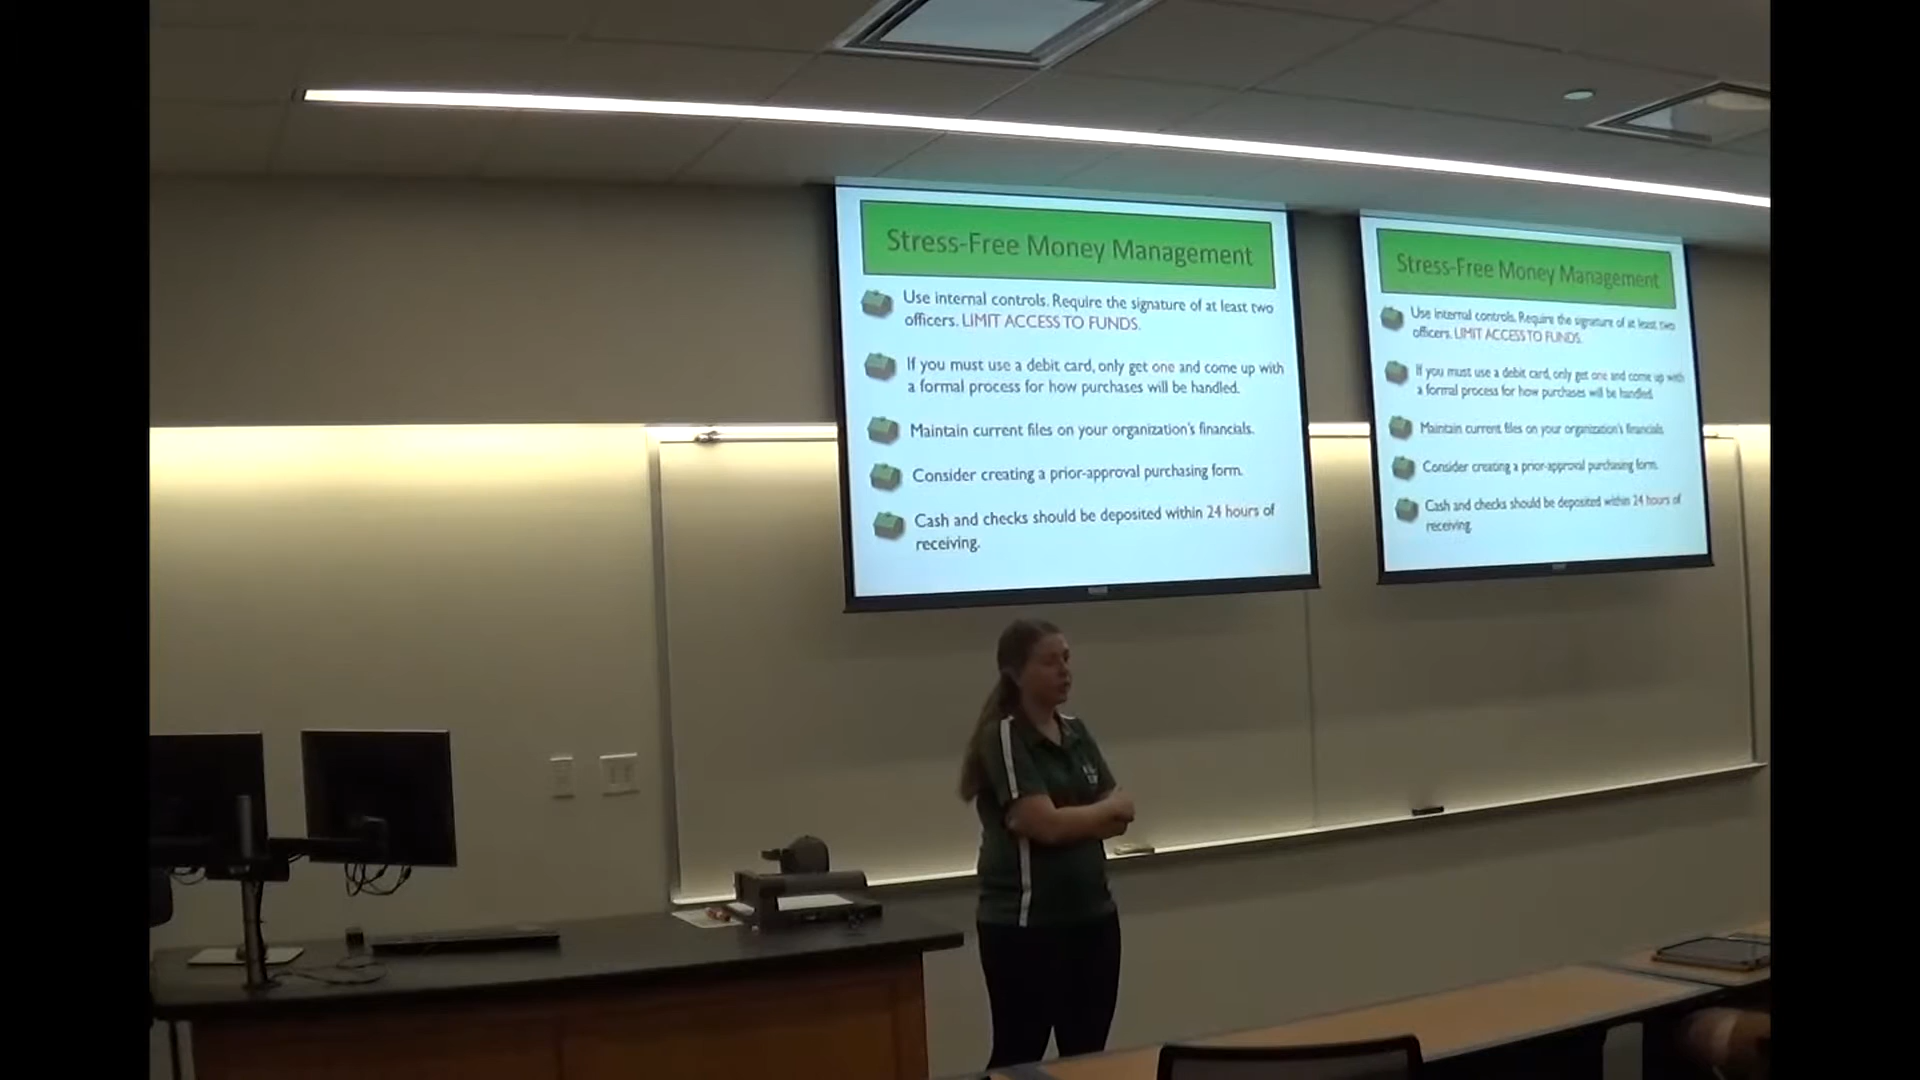 Stress-Free Money Management
Use internal controls. Require the signature of at least two
officers. LIMIT ACCESS TO FUNDS.
If you must use a debit card, only get one and come up with
a formal process for how purchases will be handled.
Maintain current files on your organization's financials.
Consider creating a prior-approval purchasing form.
Cash and checks should be deposited within 24 hours of
receiving.
Stress-Free Money Management
Use internal controls. Require the signature of at least two
officers. LIMIT ACCESS TO FUNDS.
If you must use a debit card, only get one and come up with
a formal process for how purchases will be handled.
Maintain current files on your organization's financials.
Consider creating a prior-approval purchasing form.
Cash and checks should be deposited within 24 hours of
receiving.